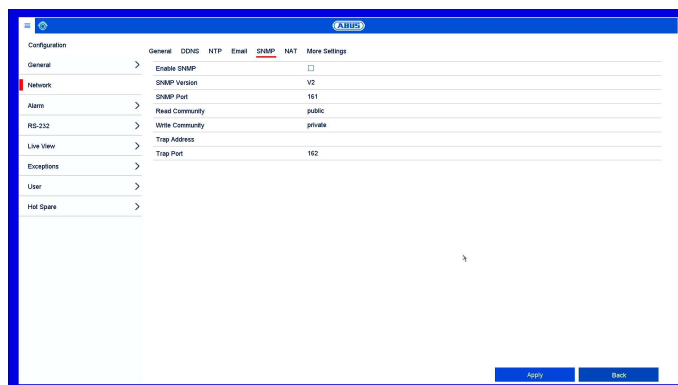 ABUS
Configuration
General
Network
Alarm
RS-232
Live View
Exceptions
User
Hot Spare
General DDNS NTP Email SNMP NAT More Settings
Enable SNMP
SNMP Version V2
SNMP Port 161
Read Community public
Write Community private
Trap Address
Trap Port 162
Apply Back